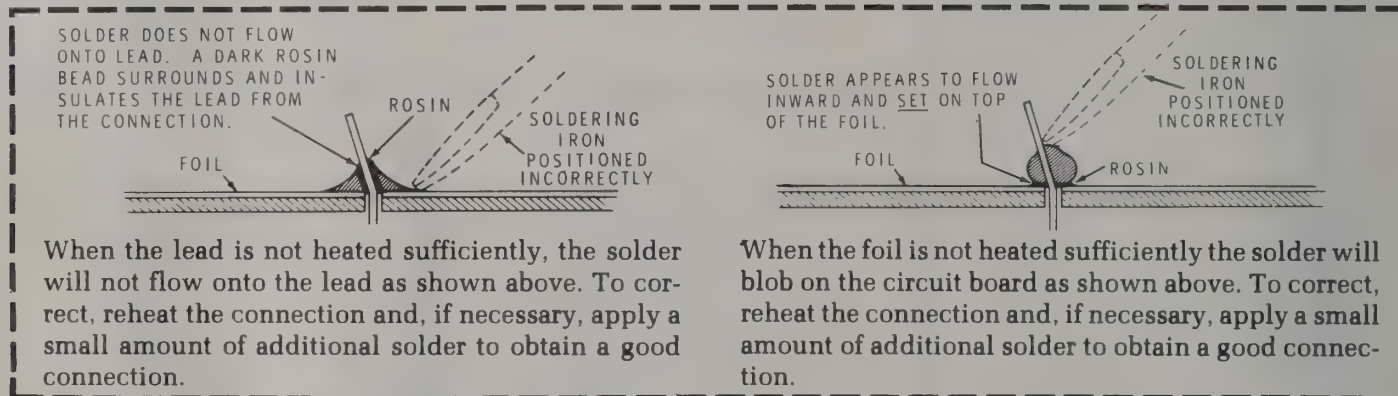 SOLDER DOES NOT FLOW
ONTO LEAD. A DARK ROSIN
BEAD SURROUNDS AND IN-
SULATES THE LEAD FROM
THE CONNECTION.
ROSIN
SOLDERING
IRON
POSITIONED
INCORRECTLY
FOIL
When the lead is not heated sufficiently, the solder
will not flow onto the lead as shown above. To cor-
rect, reheat the connection and, if necessary, apply a
small amount of additional solder to obtain a good
connection.
SOLDER APPEARS TO FLOW
INWARD AND SET ON TOP
OF THE FOIL.
SOLDERING
IRON
POSITIONED
INCORRECTLY
FOIL
ROSIN
When the foil is not heated sufficiently the solder will
blob on the circuit board as shown above. To correct,
reheat the connection and, if necessary, apply a small
amount of additional solder to obtain a good connec-
tion.